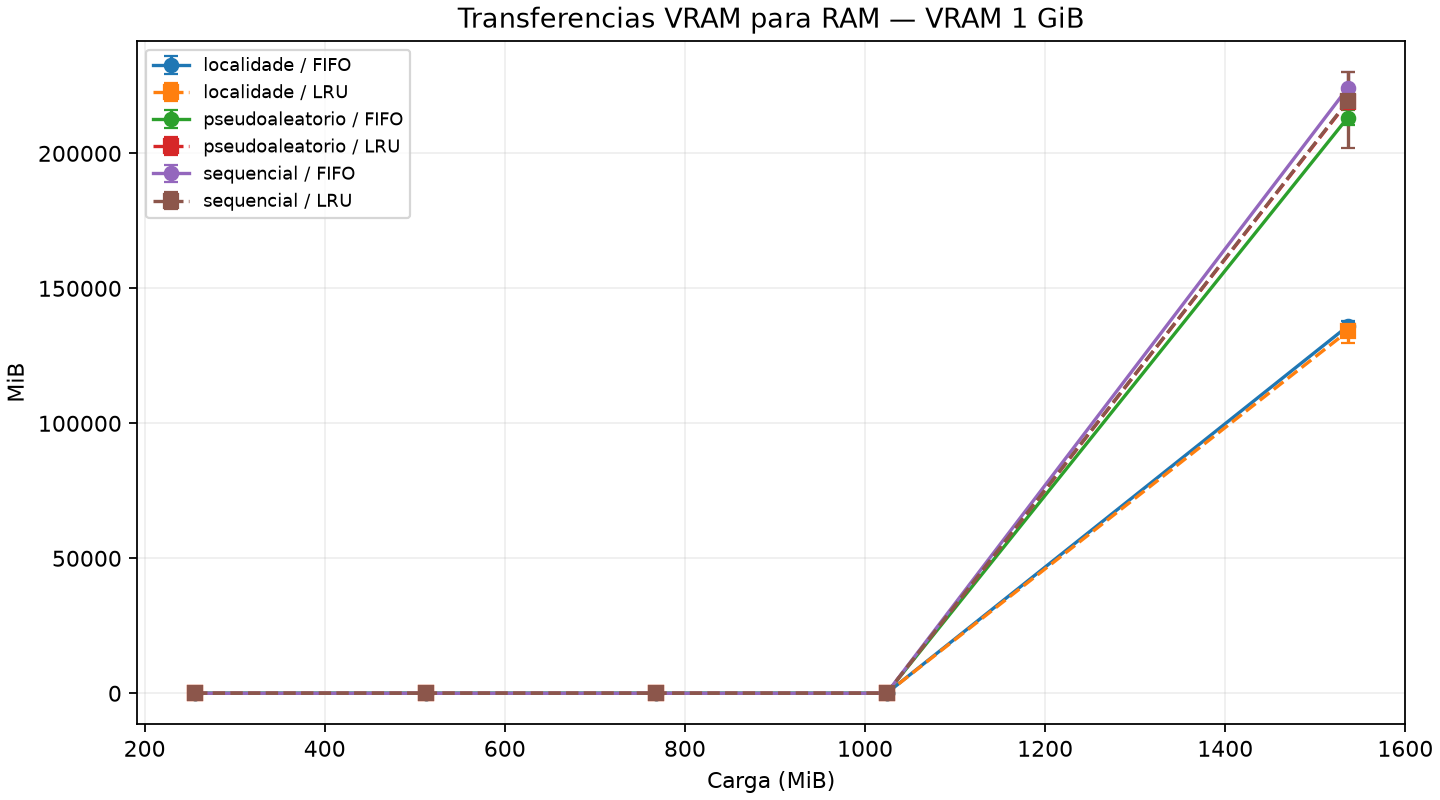 Transferencias VRAM para RAM — VRAM 1 GiB
localidade / FIFO
localidade / LRU
pseudoaleatorio / FIFO
pseudoaleatorio / LRU
sequencial / FIFO
sequencial / LRU
MiB
200000
150000
100000
50000
0
200 400 600 800 1000 1200 1400 1600
Carga (MiB)